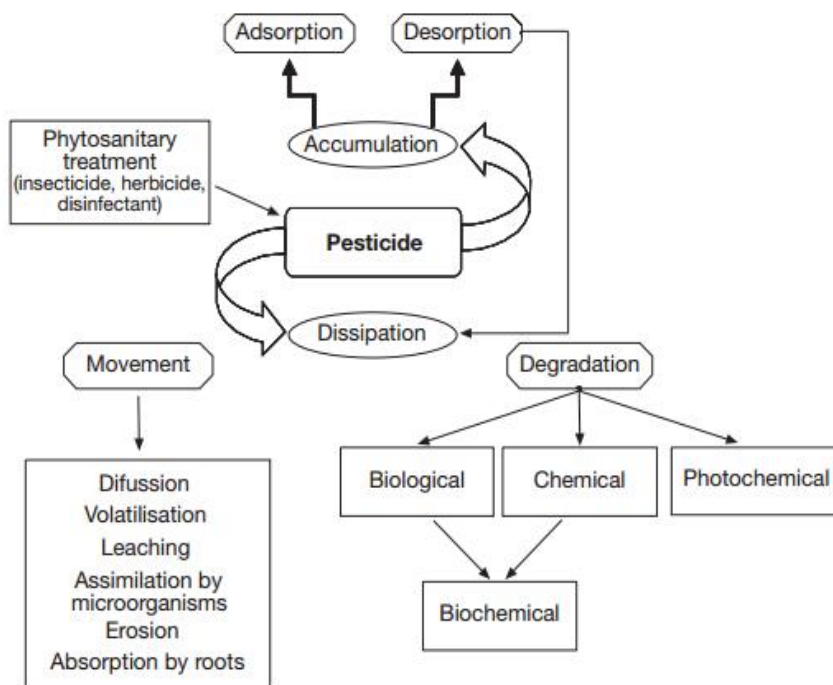 Adsorption
Desorption
Accumulation
Phytosanitary
treatment
(insecticide, herbicide,
disinfectant)
Pesticide
Dissipation
Movement
Degradation
Difussion
Volatilisation
Leaching
Assimilation by
microorganisms
Erosion
Absorption by roots
Biological
Chemical
Photochemical
Biochemical